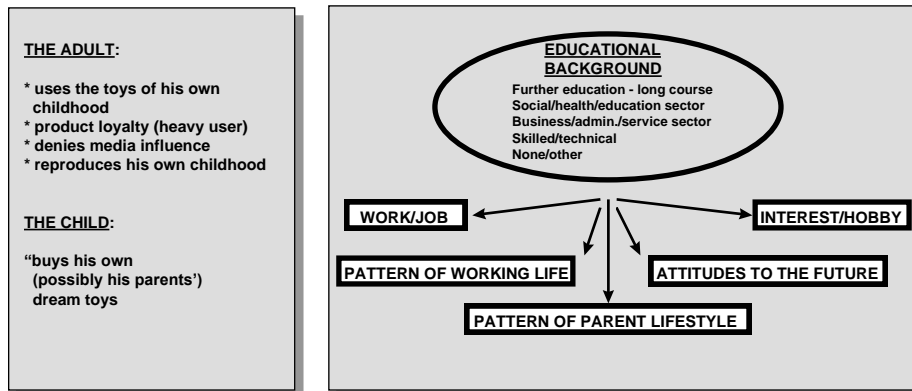 THE ADULT:
* uses the toys of his own
childhood
* product loyalty (heavy user)
* denies media influence
* reproduces his own childhood
THE CHILD:
“buys his own
(possibly his parents’)
dream toys
EDUCATIONAL
BACKGROUND
Further education - long course
Social/health/education sector
Business/admin./service sector
Skilled/technical
None/other
WORK/JOB
INTEREST/HOBBY
PATTERN OF WORKING LIFE
ATTITUDES TO THE FUTURE
PATTERN OF PARENT LIFESTYLE